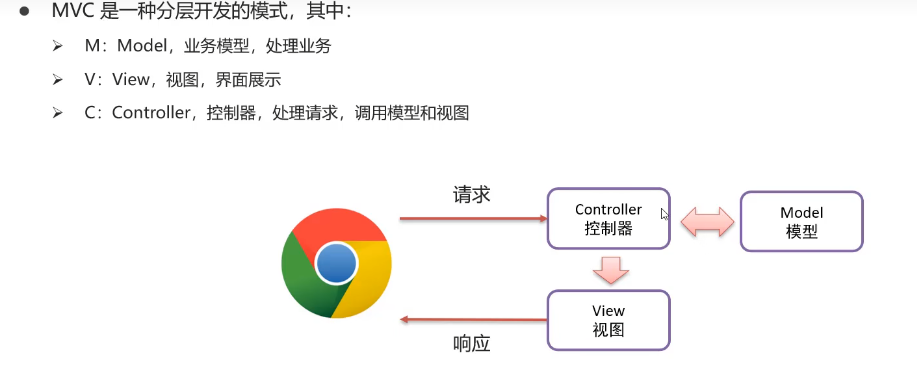 ● MVC 是一种分层开发的模式，其中：
➢ M：Model，业务模型，处理业务
➢ V：View，视图，界面展示
➢ C：Controller，控制器，处理请求，调用模型和视图
请求
Controller
控制器
Model
模型
View
视图
响应